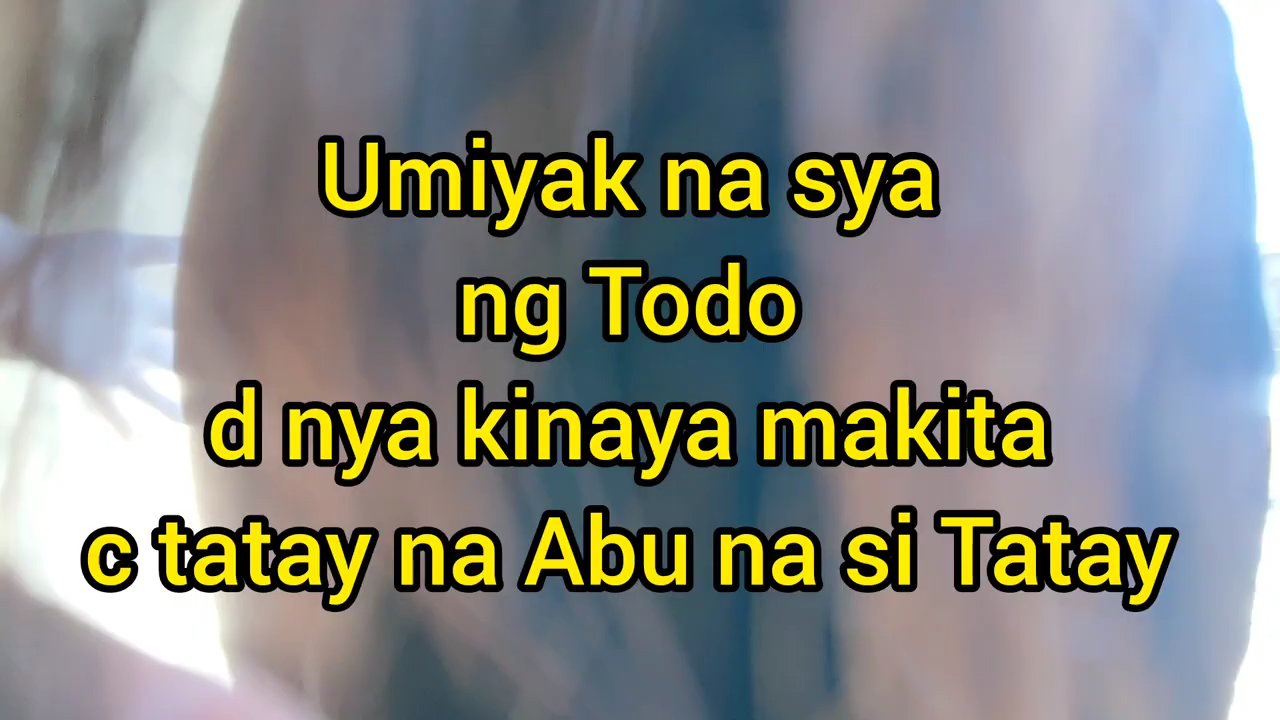 Umiyak na sya
ng Todo
d nya kinaya makita
c tatay na Abu na si Tatay